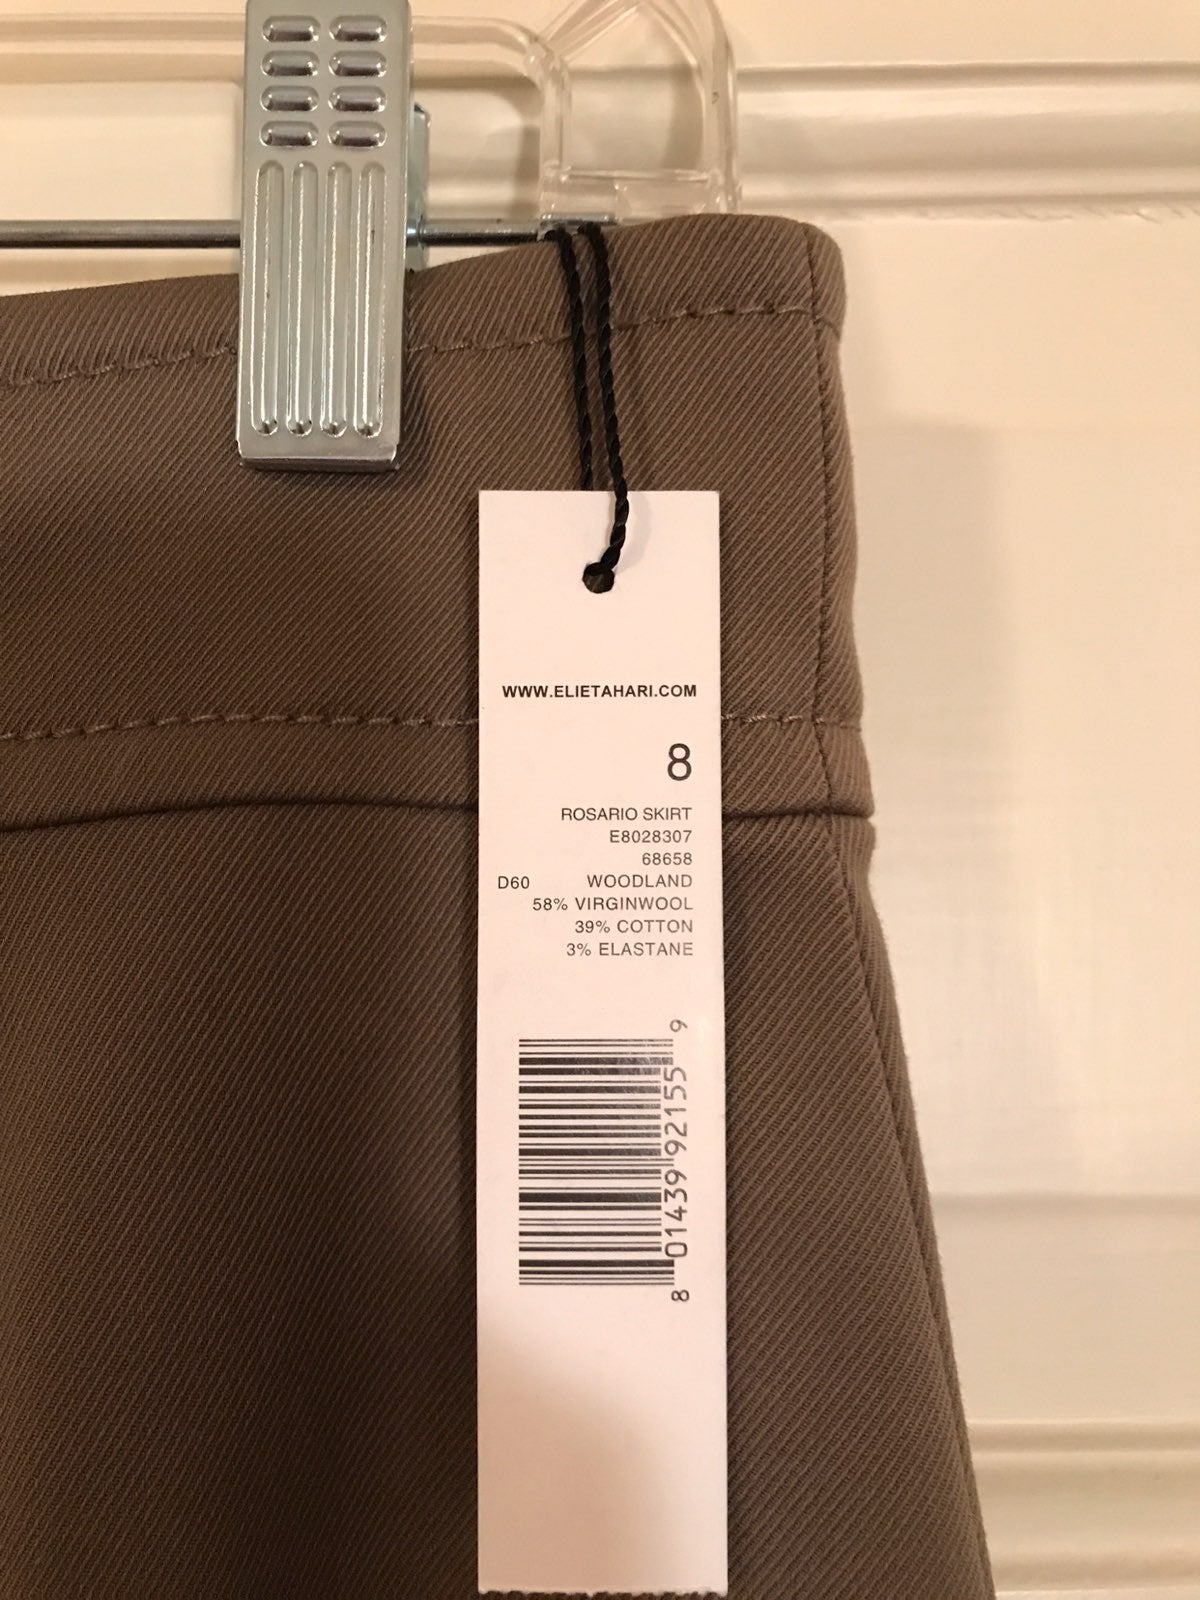 WWW.ELIETAHARI.COM
8
ROSARIO SKIRT
E8028307
68658
D60 WOODLAND
58% VIRGINWOOL
39% COTTON
3% ELASTANE
8 01439 92155 9